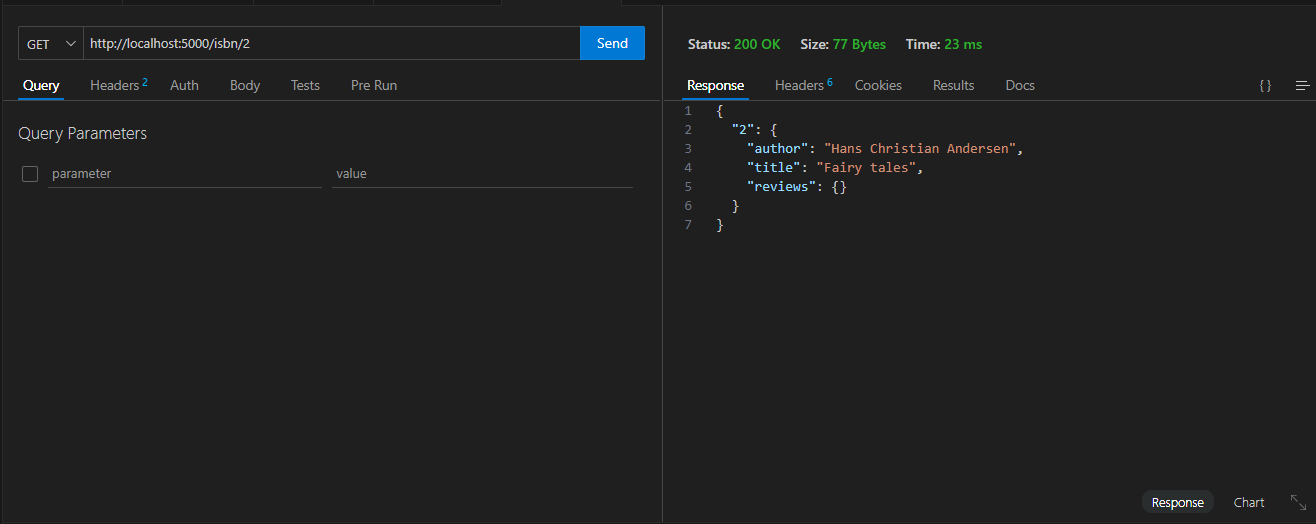 GET http://localhost:5000/isbn/2 Send
Query Headers 2 Auth Body Tests Pre Run
Query Parameters
parameter value
Status: 200 OK Size: 77 Bytes Time: 23 ms
Response Headers 6 Cookies Results Docs { }
1 {
2 "2": {
3 "author": "Hans Christian Andersen",
4 "title": "Fairy tales",
5 "reviews": {}
6 }
7 }
Response Chart